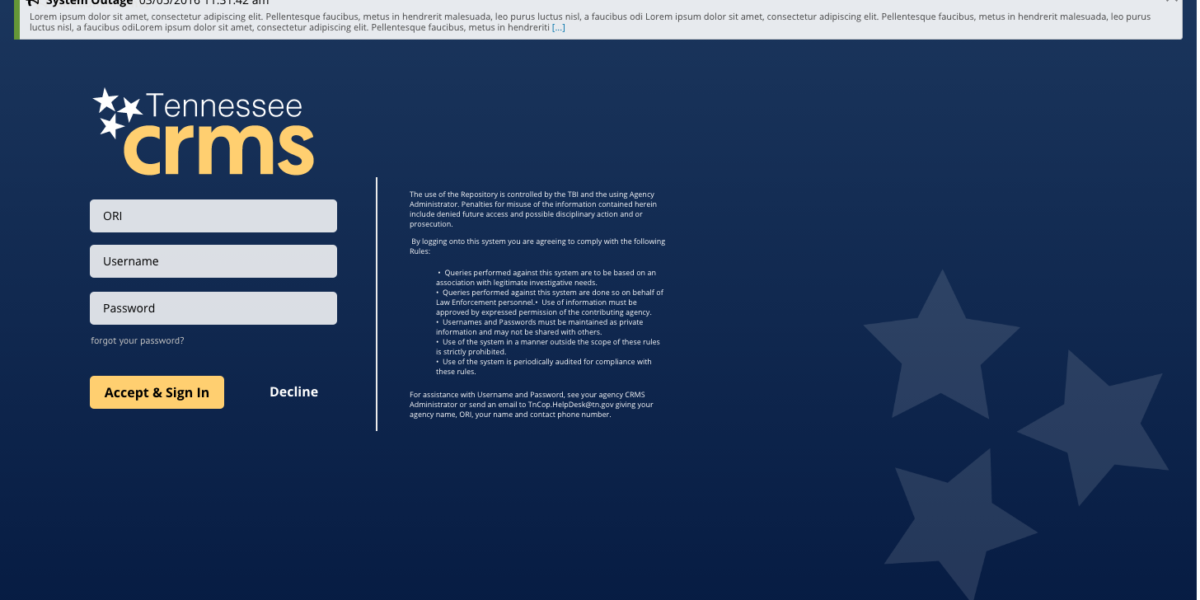 System Outage 03/05/2016 11:31:42 am
Lorem ipsum dolor sit amet, consectetur adipiscing elit. Pellentesque faucibus, metus in hendrerit malesuada, leo purus luctus nisl, a faucibus odi Lorem ipsum dolor sit amet, consectetur adipiscing elit. Pellentesque faucibus, metus in hendrerit malesuada, leo purus
luctus nisl, a faucibus odiLorem ipsum dolor sit amet, consectetur adipiscing elit. Pellentesque faucibus, metus in hendreriti [...]
Tennessee
crms
ORI
Username
Password
forgot your password?
Accept & Sign In
Decline
The use of the Repository is controlled by the TBI and the using Agency
Administrator. Penalties for misuse of the information contained herein
include denied future access and possible disciplinary action and or
prosecution.
By logging onto this system you are agreeing to comply with the following
Rules:
• Queries performed against this system are to be based on an
association with legitimate investigative needs.
• Queries performed against this system are done so on behalf of
Law Enforcement personnel.• Use of information must be
approved by expressed permission of the contributing agency.
• Usernames and Passwords must be maintained as private
information and may not be shared with others.
• Use of the system in a manner outside the scope of these rules
is strictly prohibited.
• Use of the system is periodically audited for compliance with
these rules.
For assistance with Username and Password, see your agency CRMS
Administrator or send an email to TnCop.HelpDesk@tn.gov giving your
agency name, ORI, your name and contact phone number.